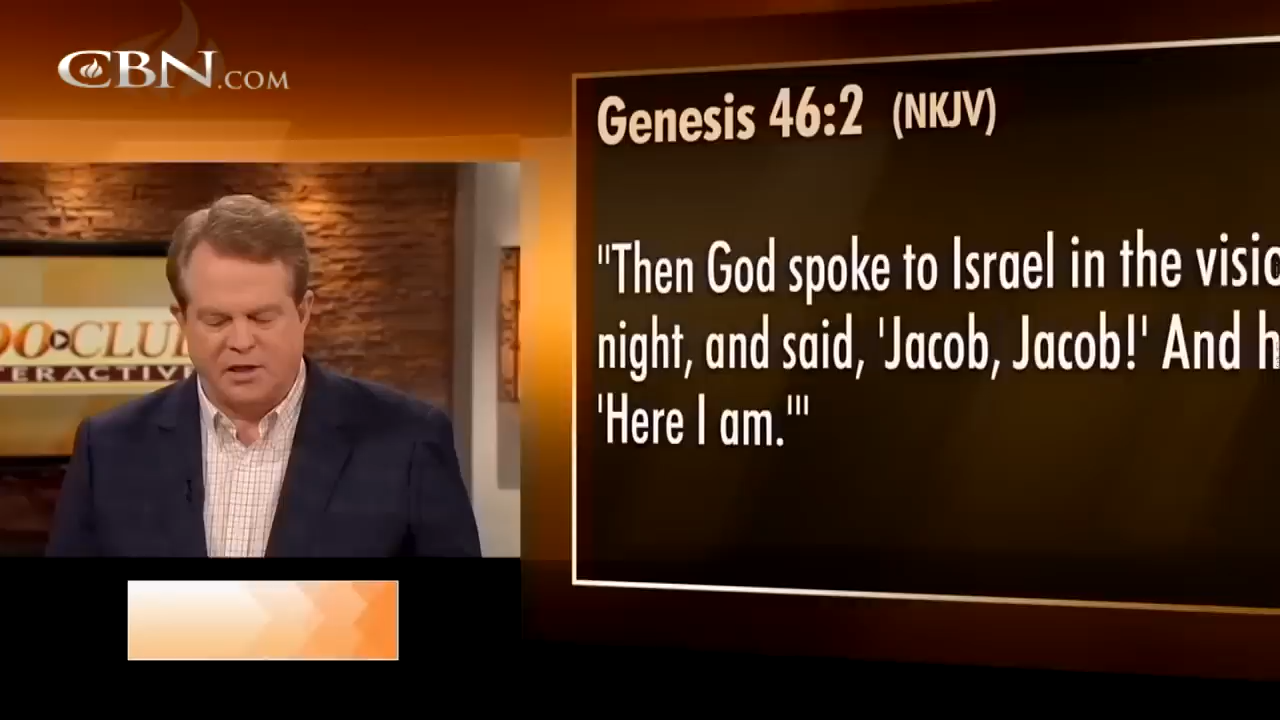 CBN.COM
Genesis 46:2 (NKJV)
"Then God spoke to Israel in the
night, and said, 'Jacob, Jacob!' And
'Here I am.'"